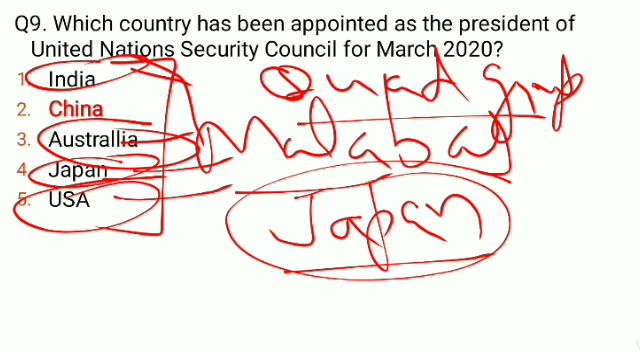 Q9. Which country has been appointed as the president of
United Nations Security Council for March 2020?
1. India
2. China
3. Australlia
4. Japan
5. USA
Quad Group
Malabar
Japan